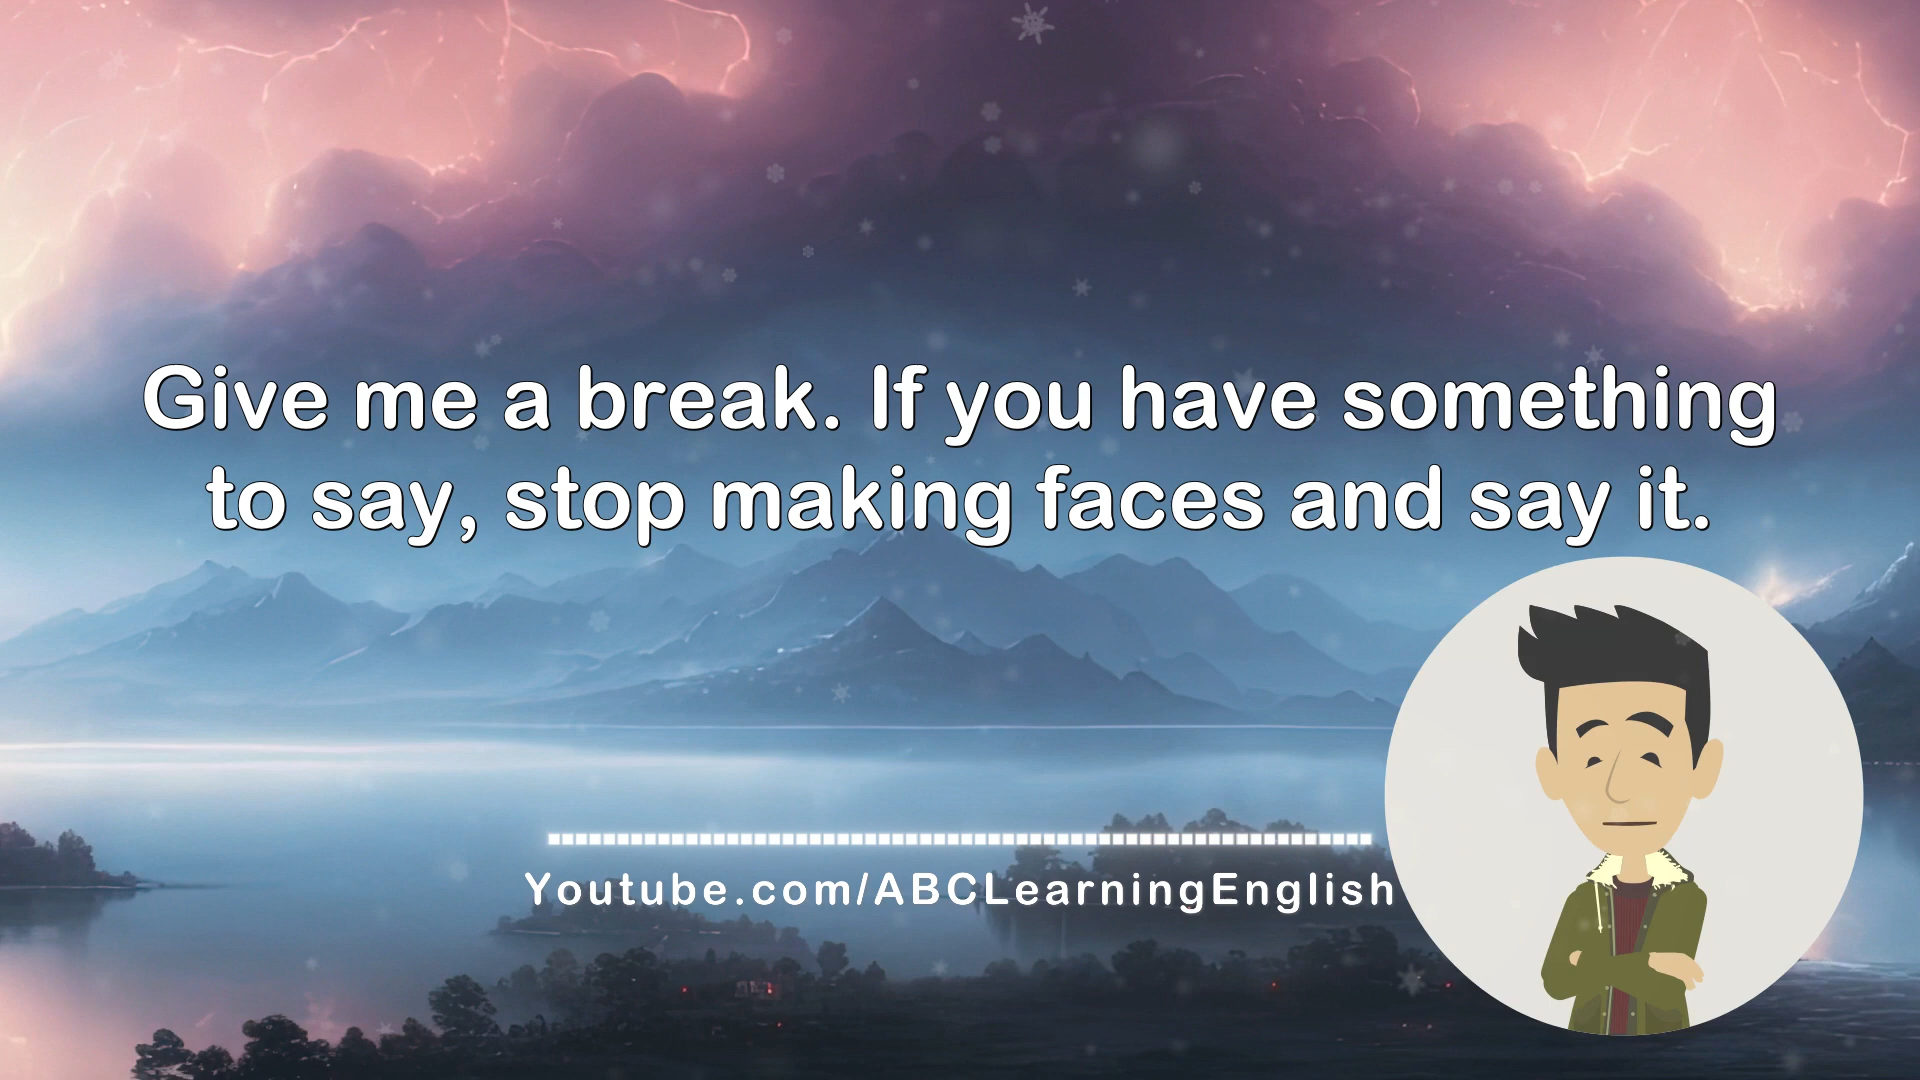 Give me a break. If you have something
to say, stop making faces and say it.
Youtube.com/ABCLearningEnglish